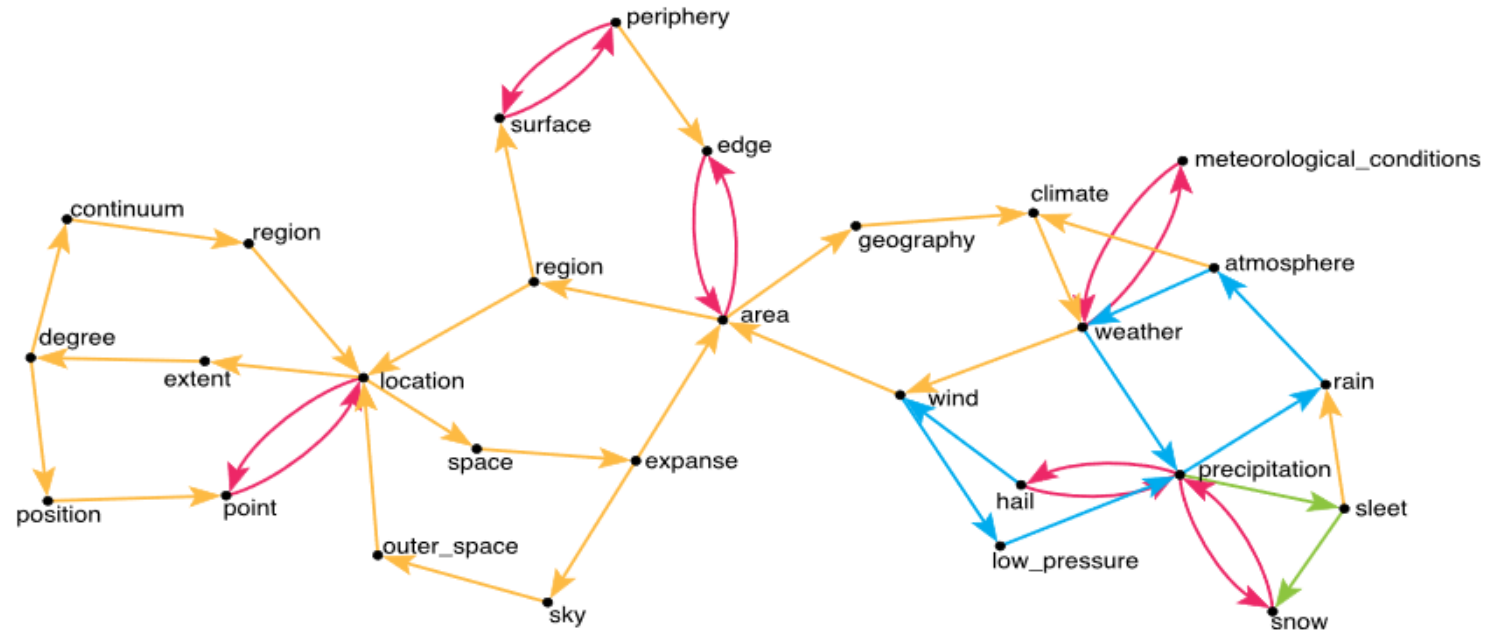 periphery
surface
edge
meteorological_conditions
climate
continuum
region
geography
atmosphere
region
area
weather
degree
extent
location
wind
rain
space
expanse
precipitation
hail
position
point
sleet
outer_space
low_pressure
sky
snow